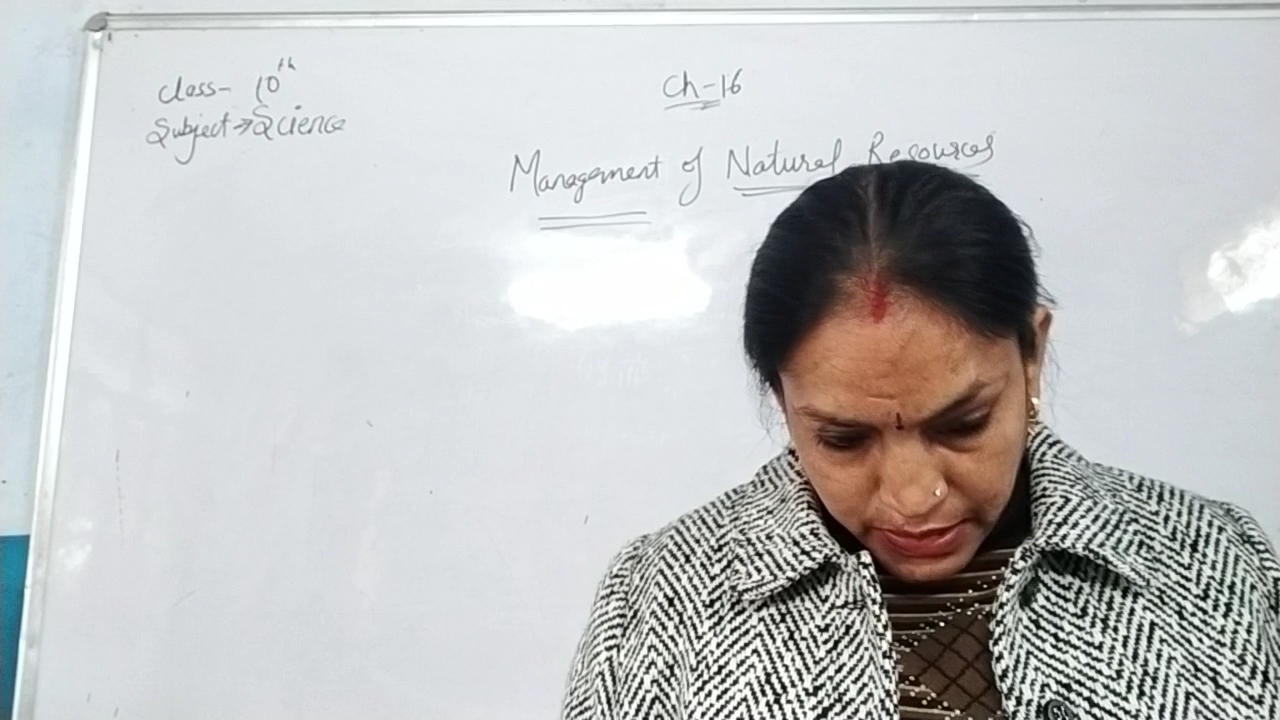 Class- 10th
Subject → Science
Ch-16
Management of Natural Resources